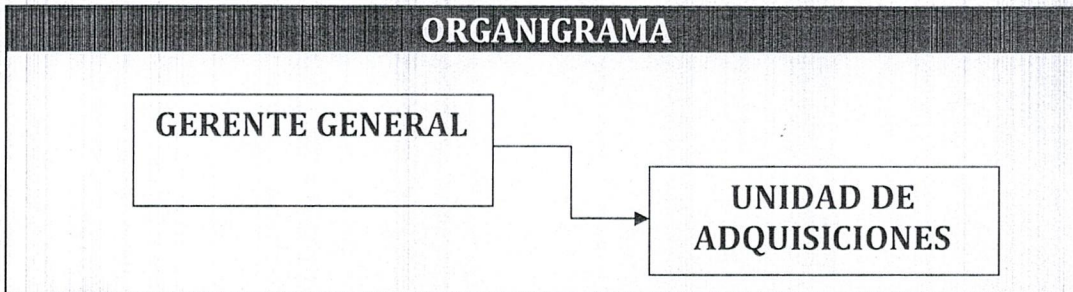 ORGANIGRAMA
GERENTE GENERAL
UNIDAD DE
ADQUISICIONES